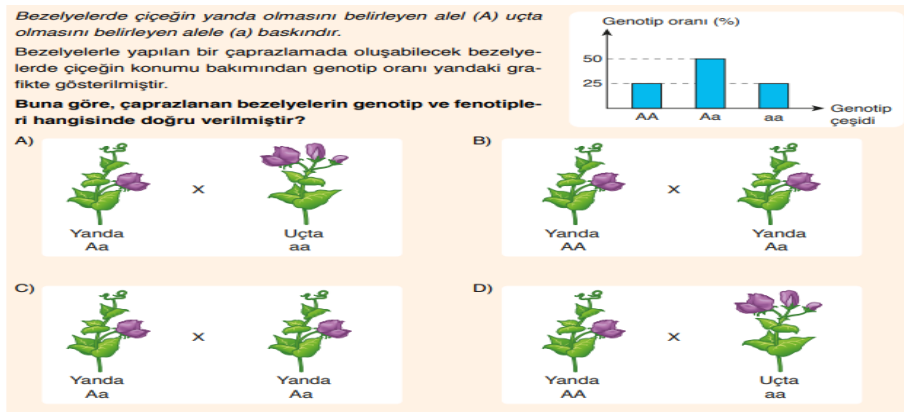 Bezelyelerde çiçeğin yanda olmasını belirleyen alel (A) uçta
olmasını belirleyen alele (a) baskındır.
Bezelyelerle yapılan bir çaprazlamada oluşabilecek bezelye-
lerde çiçeğin konumu bakımından genotip oranı yandaki gra-
fikte gösterilmiştir.
Buna göre, çaprazlanan bezelyelerin genotip ve fenotiple-
ri hangisinde doğru verilmiştir?
Genotip oranı (%)
50
25
AA Aa aa
Genotip
çeşidi
A)
x
Yanda Uçta
Aa aa
B)
x
Yanda Yanda
AA Aa
C)
x
Yanda Yanda
Aa Aa
D)
x
Yanda Uçta
AA aa